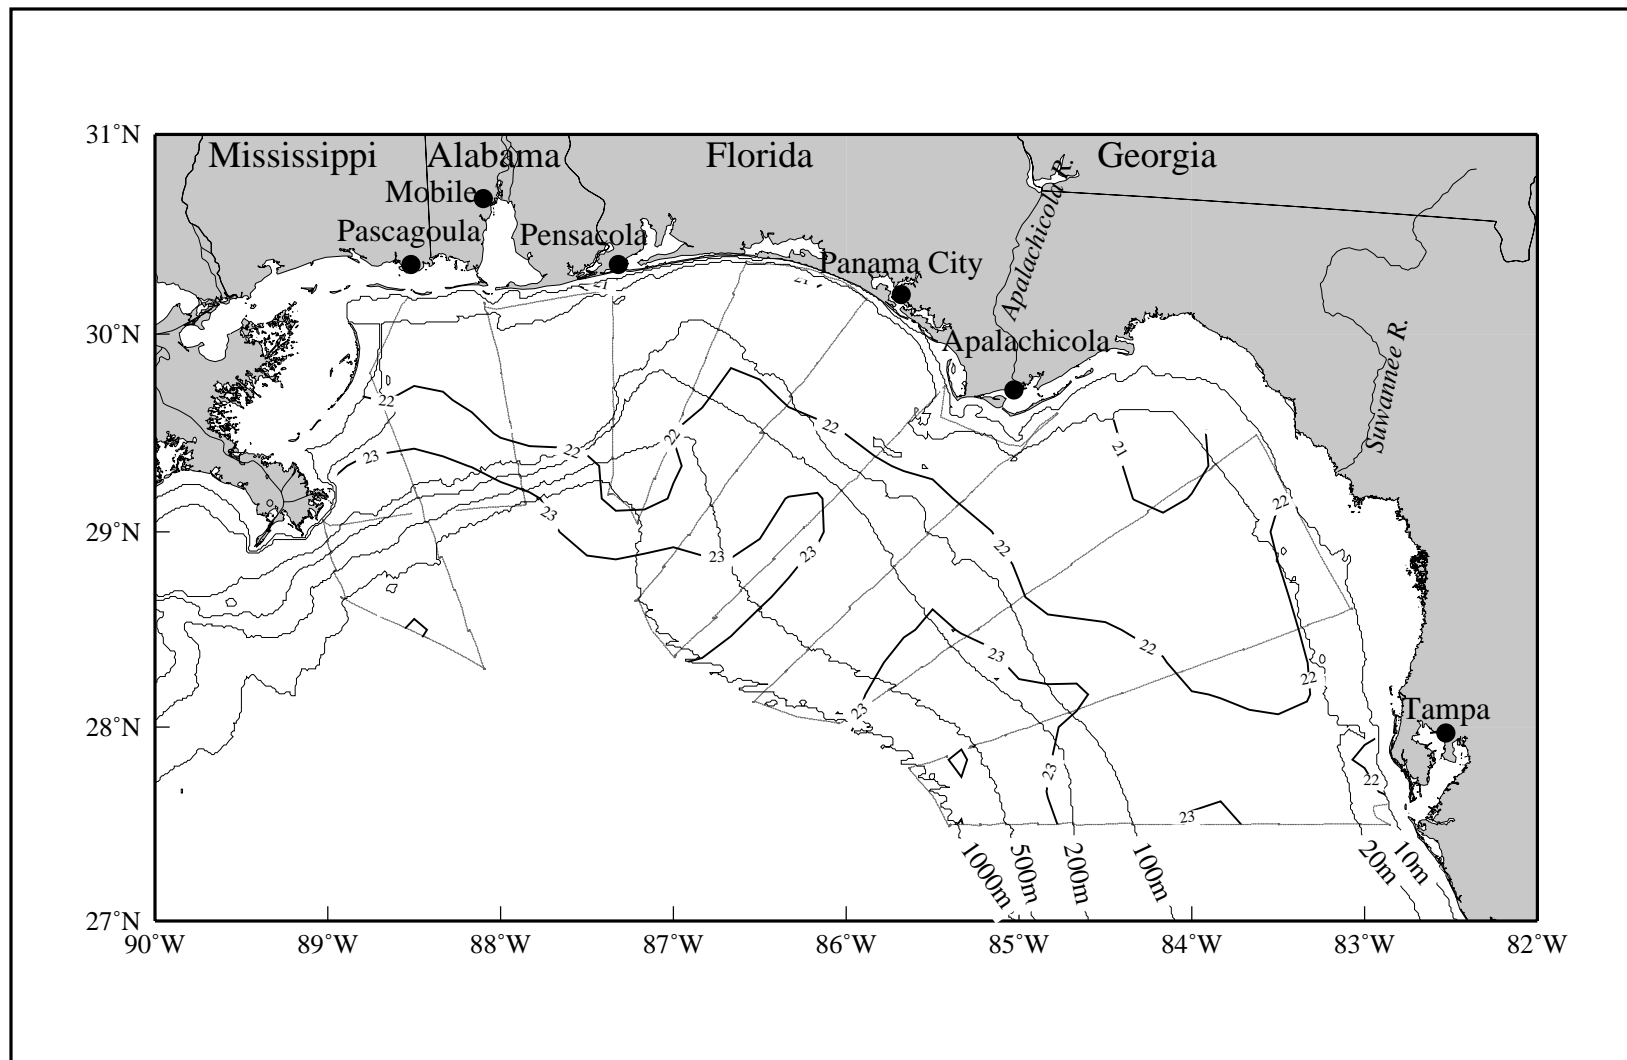 31°N
Mississippi Alabama Florida Georgia
Mobile
Apalachicola R.
Pascagoula Pensacola
Panama City
21 21
30°N
Apalachicola
Suwannee R.
22 22
22
23 22 21
23 22
29°N
22
23 23
22
23 22
23
28°N
Tampa
23 22
23
1000m 500m 200m 100m 20m 10m
27°N
90°W 89°W 88°W 87°W 86°W 85°W 84°W 83°W 82°W